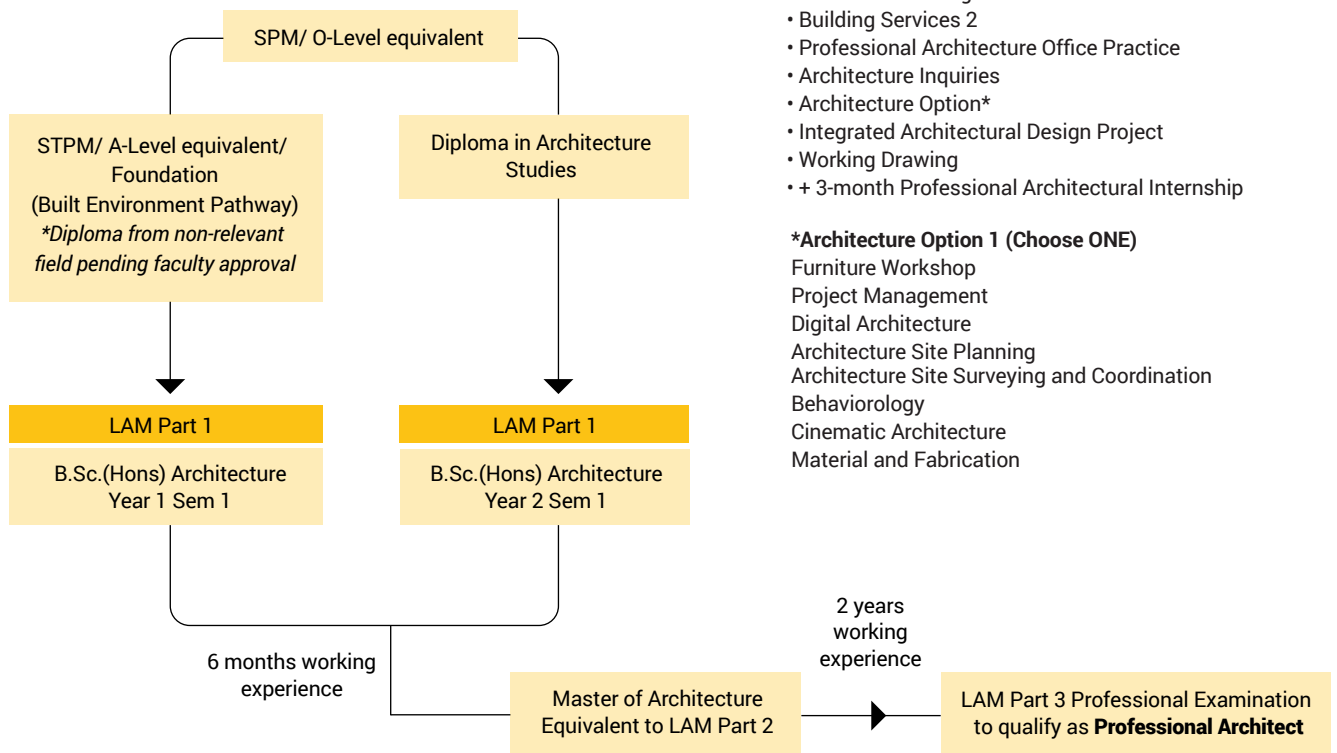 SPM/ O-Level equivalent
STPM/ A-Level equivalent/
Foundation
(Built Environment Pathway)
*Diploma from non-relevant
field pending faculty approval
Diploma in Architecture
Studies
LAM Part 1
B.Sc.(Hons) Architecture
Year 1 Sem 1
LAM Part 1
B.Sc.(Hons) Architecture
Year 2 Sem 1
6 months working
experience
Master of Architecture
Equivalent to LAM Part 2
2 years
working
experience
LAM Part 3 Professional Examination
to qualify as Professional Architect
• Building Services 2
• Professional Architecture Office Practice
• Architecture Inquiries
• Architecture Option*
• Integrated Architectural Design Project
• Working Drawing
• + 3-month Professional Architectural Internship
*Architecture Option 1 (Choose ONE)
Furniture Workshop
Project Management
Digital Architecture
Architecture Site Planning
Architecture Site Surveying and Coordination
Behaviorology
Cinematic Architecture
Material and Fabrication